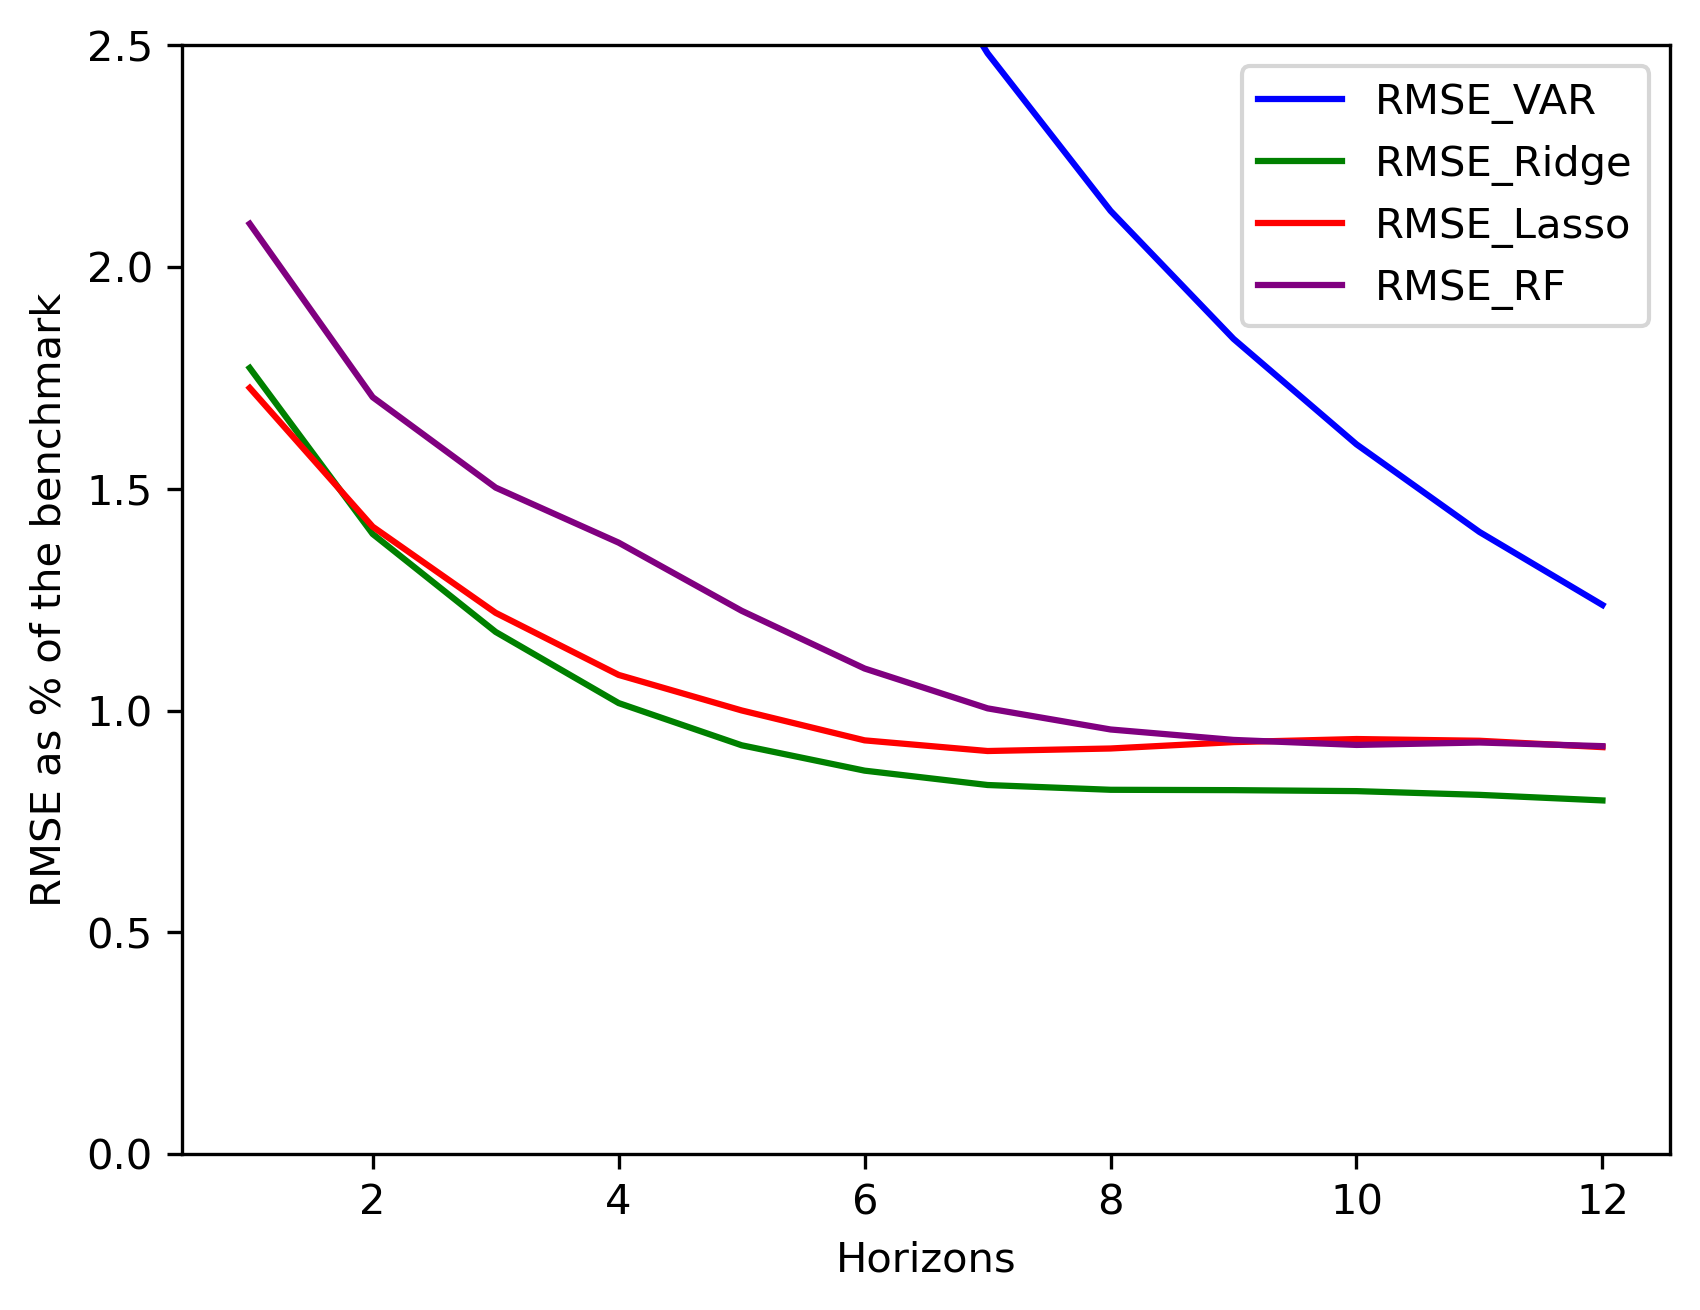 2.5
2.0
1.5
1.0
0.5
0.0
RMSE as % of the benchmark
RMSE_VAR
RMSE_Ridge
RMSE_Lasso
RMSE_RF
2 4 6 8 10 12
Horizons